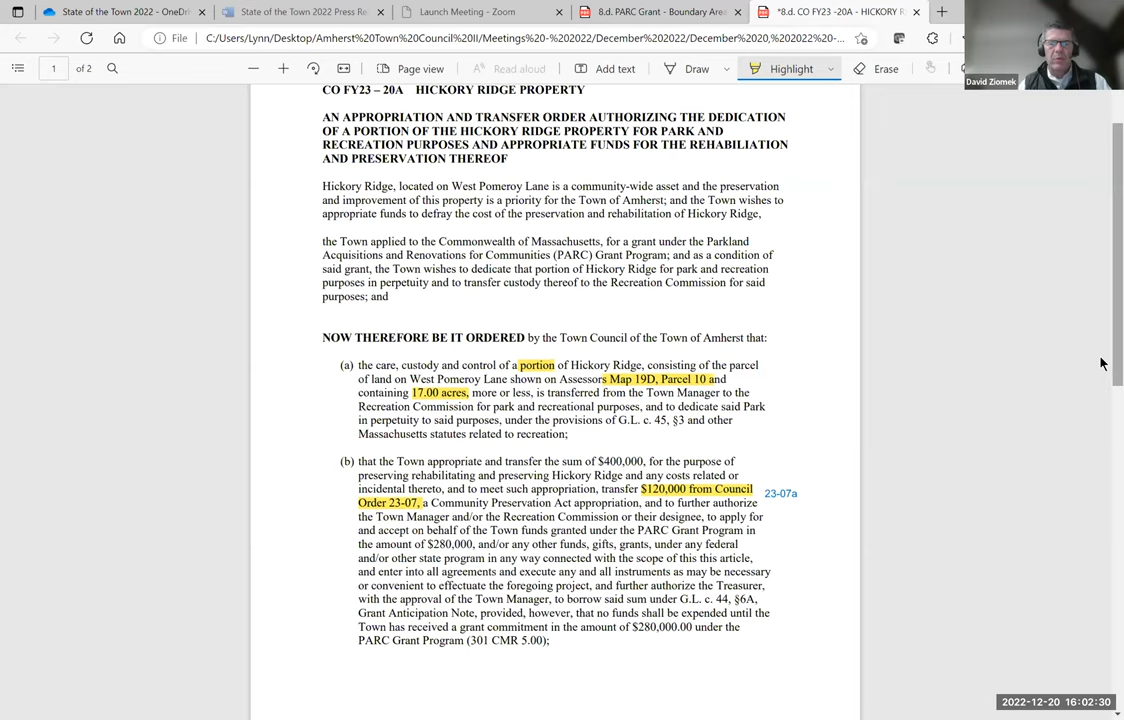 State of the Town 2022 - OneDri
State of the Town 2022 Press Re
Launch Meeting - Zoom
8.d. PARC Grant - Boundary Area
*8.d. CO FY23 -20A - HICKORY R
File
C:/Users/Lynn/Desktop/Amherst%20Town%20Council%20II/Meetings%20-%202022/December%202022/December%2020,%202022%20-...
1 of 2
Page view
Read aloud
Add text
Draw
Highlight
Erase
David Ziomek
CO FY23 – 20A HICKORY RIDGE PROPERTY
AN APPROPRIATION AND TRANSFER ORDER AUTHORIZING THE DEDICATION
OF A PORTION OF THE HICKORY RIDGE PROPERTY FOR PARK AND
RECREATION PURPOSES AND APPROPRIATE FUNDS FOR THE REHABILIATION
AND PRESERVATION THEREOF
Hickory Ridge, located on West Pomeroy Lane is a community-wide asset and the preservation
and improvement of this property is a priority for the Town of Amherst; and the Town wishes to
appropriate funds to defray the cost of the preservation and rehabilitation of Hickory Ridge,
the Town applied to the Commonwealth of Massachusetts, for a grant under the Parkland
Acquisitions and Renovations for Communities (PARC) Grant Program; and as a condition of
said grant, the Town wishes to dedicate that portion of Hickory Ridge for park and recreation
purposes in perpetuity and to transfer custody thereof to the Recreation Commission for said
purposes; and
NOW THEREFORE BE IT ORDERED by the Town Council of the Town of Amherst that:
(a) the care, custody and control of a portion of Hickory Ridge, consisting of the parcel
of land on West Pomeroy Lane shown on Assessors Map 19D, Parcel 10 and
containing 17.00 acres, more or less, is transferred from the Town Manager to the
Recreation Commission for park and recreational purposes, and to dedicate said Park
in perpetuity to said purposes, under the provisions of G.L. c. 45, §3 and other
Massachusetts statutes related to recreation;
(b) that the Town appropriate and transfer the sum of $400,000, for the purpose of
preserving rehabilitating and preserving Hickory Ridge and any costs related or
incidental thereto, and to meet such appropriation, transfer $120,000 from Council
23-07a
Order 23-07, a Community Preservation Act appropriation, and to further authorize
the Town Manager and/or the Recreation Commission or their designee, to apply for
and accept on behalf of the Town funds granted under the PARC Grant Program in
the amount of $280,000, and/or any other funds, gifts, grants, under any federal
and/or other state program in any way connected with the scope of this this article,
and enter into all agreements and execute any and all instruments as may be necessary
or convenient to effectuate the foregoing project, and further authorize the Treasurer,
with the approval of the Town Manager, to borrow said sum under G.L. c. 44, §6A,
Grant Anticipation Note, provided, however, that no funds shall be expended until the
Town has received a grant commitment in the amount of $280,000.00 under the
PARC Grant Program (301 CMR 5.00);
2022-12-20 16:02:30